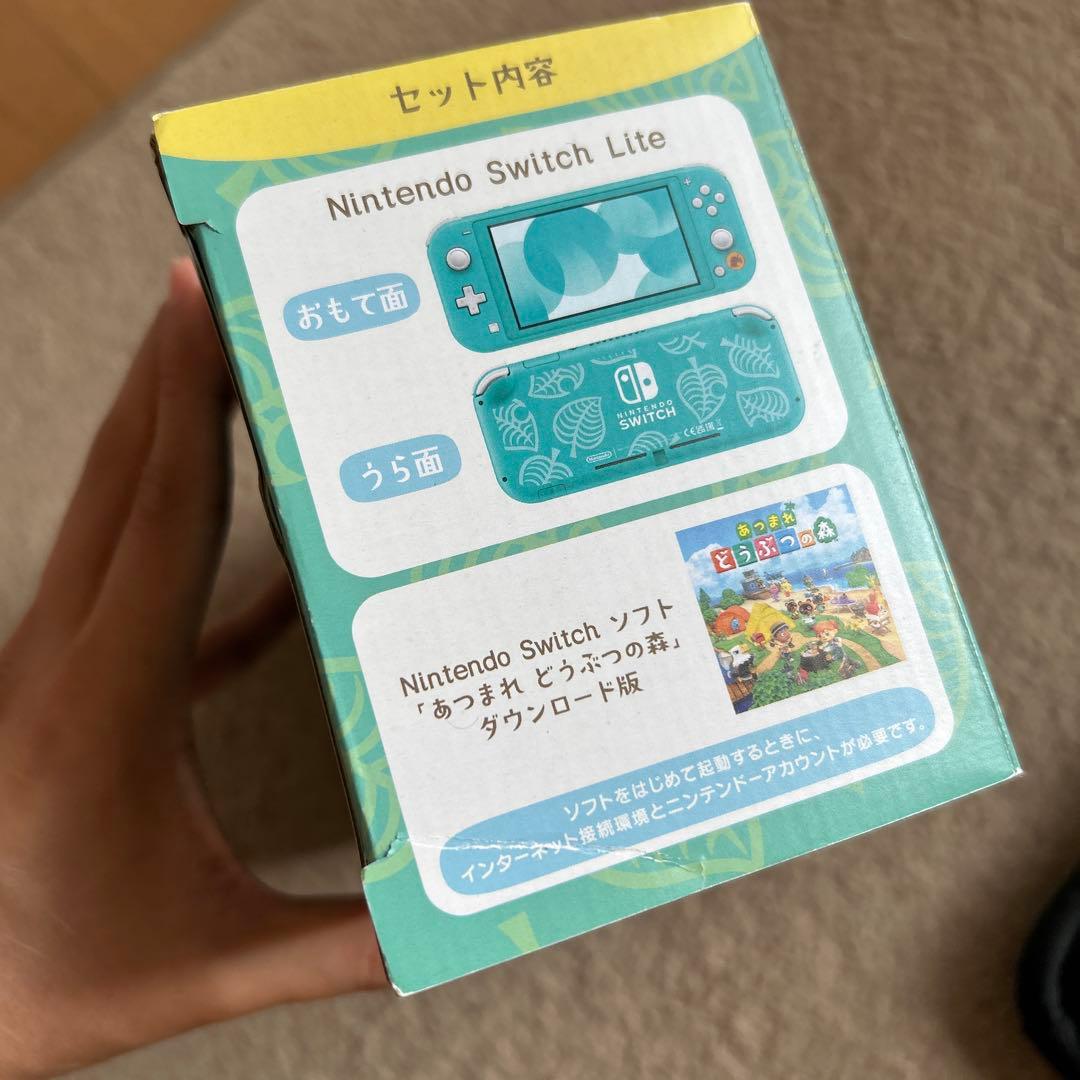 セット内容
Nintendo Switch Lite
おもて面
うら面
NINTENDO
SWITCH
Nintendo
CE
あつまれ
どうぶつの森
Nintendo Switch ソフト
「あつまれ どうぶつの森」
ダウンロード版
ソフトをはじめて起動するときに、
インターネット接続環境とニンテンドーアカウントが必要です。